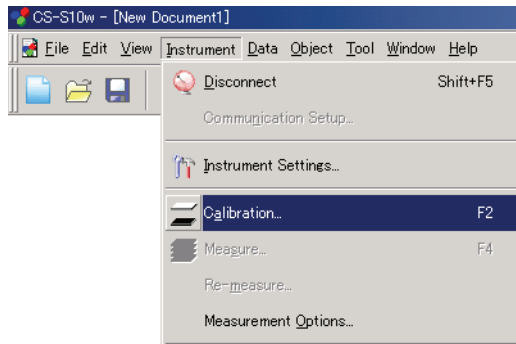 CS-S10w - [New Document1]
File Edit View Instrument Data Object Tool Window Help
Disconnect Shift+F5
Communication Setup...
Instrument Settings...
Calibration... F2
Measure... F4
Re-measure...
Measurement Options...